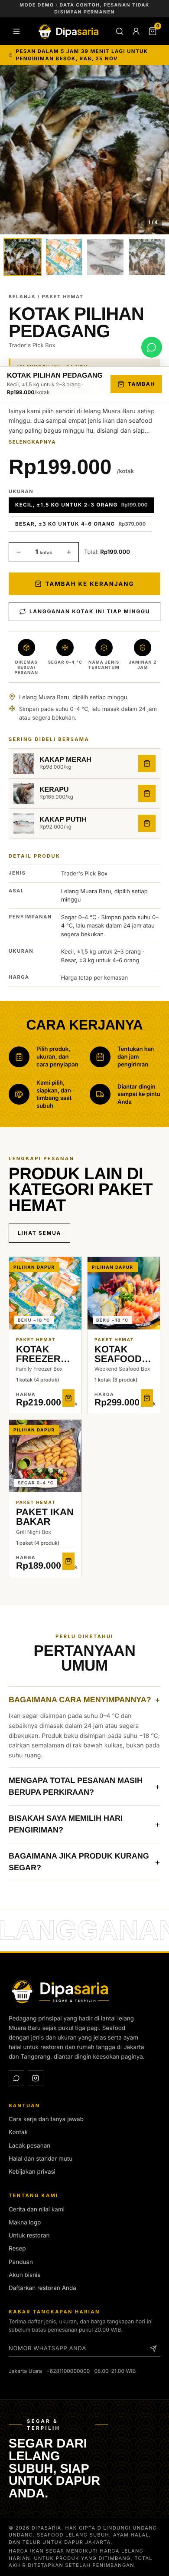 MODE DEMO · DATA CONTOH, PESANAN TIDAK
DISIMPAN PERMANEN
Dipasaria
0
PESAN DALAM 5 JAM 39 MENIT LAGI UNTUK
PENGIRIMAN BESOK, RAB, 25 NOV
1 / 4
BELANJA / PAKET HEMAT
KOTAK PILIHAN
PEDAGANG
Trader's Pick Box
KOTAK PILIHAN PEDAGANG
Kecil, ±1,5 kg untuk 2–3 orang ·
Rp199.000/kotak
TAMBAH
Isinya kami pilih sendiri di lelang Muara Baru setiap
minggu: dua sampai empat jenis ikan dan seafood
yang paling bagus minggu itu, disiangi dan siap...
SELENGKAPNYA
Rp199.000 /kotak
UKURAN
KECIL, ±1,5 KG UNTUK 2–3 ORANG Rp199.000
BESAR, ±3 KG UNTUK 4–6 ORANG Rp379.000
− 1 kotak + Total: Rp199.000
TAMBAH KE KERANJANG
LANGGANAN KOTAK INI TIAP MINGGU
DIKEMAS
SESUAI
PESANAN
SEGAR 0–4 °C
NAMA JENIS
TERCANTUM
JAMINAN 2
JAM
Lelang Muara Baru, dipilih setiap minggu
Simpan pada suhu 0–4 °C, lalu masak dalam 24 jam
atau segera bekukan.
SERING DIBELI BERSAMA
KAKAP MERAH
Rp98.000/kg
KERAPU
Rp165.000/kg
KAKAP PUTIH
Rp92.000/kg
DETAIL PRODUK
JENIS Trader's Pick Box
ASAL Lelang Muara Baru, dipilih setiap
minggu
PENYIMPANAN Segar 0–4 °C · Simpan pada suhu 0–
4 °C, lalu masak dalam 24 jam atau
segera bekukan.
UKURAN Kecil, ±1,5 kg untuk 2–3 orang ·
Besar, ±3 kg untuk 4–6 orang
HARGA Harga tetap per kemasan
CARA KERJANYA
Pilih produk,
ukuran, dan
cara penyiapan
Tentukan hari
dan jam
pengiriman
Kami pilih,
siapkan, dan
timbang saat
subuh
Diantar dingin
sampai ke pintu
Anda
LENGKAPI PESANAN
PRODUK LAIN DI
KATEGORI PAKET
HEMAT
LIHAT SEMUA
PILIHAN DAPUR
BEKU −18 °C
PAKET HEMAT
KOTAK
FREEZER...
Family Freezer Box
1 kotak (4 produk)
HARGA
Rp219.000
PILIHAN DAPUR
BEKU −18 °C
PAKET HEMAT
KOTAK
SEAFOOD...
Weekend Seafood Box
1 kotak (3 produk)
HARGA
Rp299.000
PILIHAN DAPUR
SEGAR 0–4 °C
PAKET HEMAT
PAKET IKAN
BAKAR
Grill Night Box
1 paket (4 produk)
HARGA
Rp189.000
PERLU DIKETAHUI
PERTANYAAN
UMUM
BAGAIMANA CARA MENYIMPANNYA? +
Ikan segar disimpan pada suhu 0–4 °C dan
sebaiknya dimasak dalam 24 jam atau segera
dibekukan. Produk beku disimpan pada suhu −18 °C;
cairkan semalaman di rak bawah kulkas, bukan pada
suhu ruang.
MENGAPA TOTAL PESANAN MASIH
BERUPA PERKIRAAN? +
BISAKAH SAYA MEMILIH HARI
PENGIRIMAN? +
BAGAIMANA JIKA PRODUK KURANG
SEGAR? +
LANGGANAN
Dipasaria
SEGAR & TERPILIH
Pedagang prinsipal yang hadir di lantai lelang
Muara Baru sejak pukul tiga pagi. Seafood
dengan jenis dan ukuran yang jelas serta ayam
halal untuk restoran dan rumah tangga di Jakarta
dan Tangerang, diantar dingin keesokan paginya.
BANTUAN
Cara kerja dan tanya jawab
Kontak
Lacak pesanan
Halal dan standar mutu
Kebijakan privasi
TENTANG KAMI
Cerita dan nilai kami
Makna logo
Untuk restoran
Resep
Panduan
Akun bisnis
Daftarkan restoran Anda
KABAR TANGKAPAN HARIAN
Terima daftar jenis, ukuran, dan harga tangkapan hari ini
sebelum batas pemesanan pukul 20.00 WIB.
NOMOR WHATSAPP ANDA
Jakarta Utara · +6281100000000 · 08.00–21.00 WIB
SEGAR &
TERPILIH
SEGAR DARI
LELANG
SUBUH, SIAP
UNTUK DAPUR
ANDA.
© 2026 DIPASARIA. HAK CIPTA DILINDUNGI UNDANG-
UNDANG. SEAFOOD LELANG SUBUH, AYAM HALAL,
DAN TELUR UNTUK DAPUR JAKARTA.
HARGA IKAN SEGAR MENGIKUTI HARGA LELANG
HARIAN. UNTUK PRODUK YANG DITIMBANG, TOTAL
AKHIR DITETAPKAN SETELAH PENIMBANGAN.